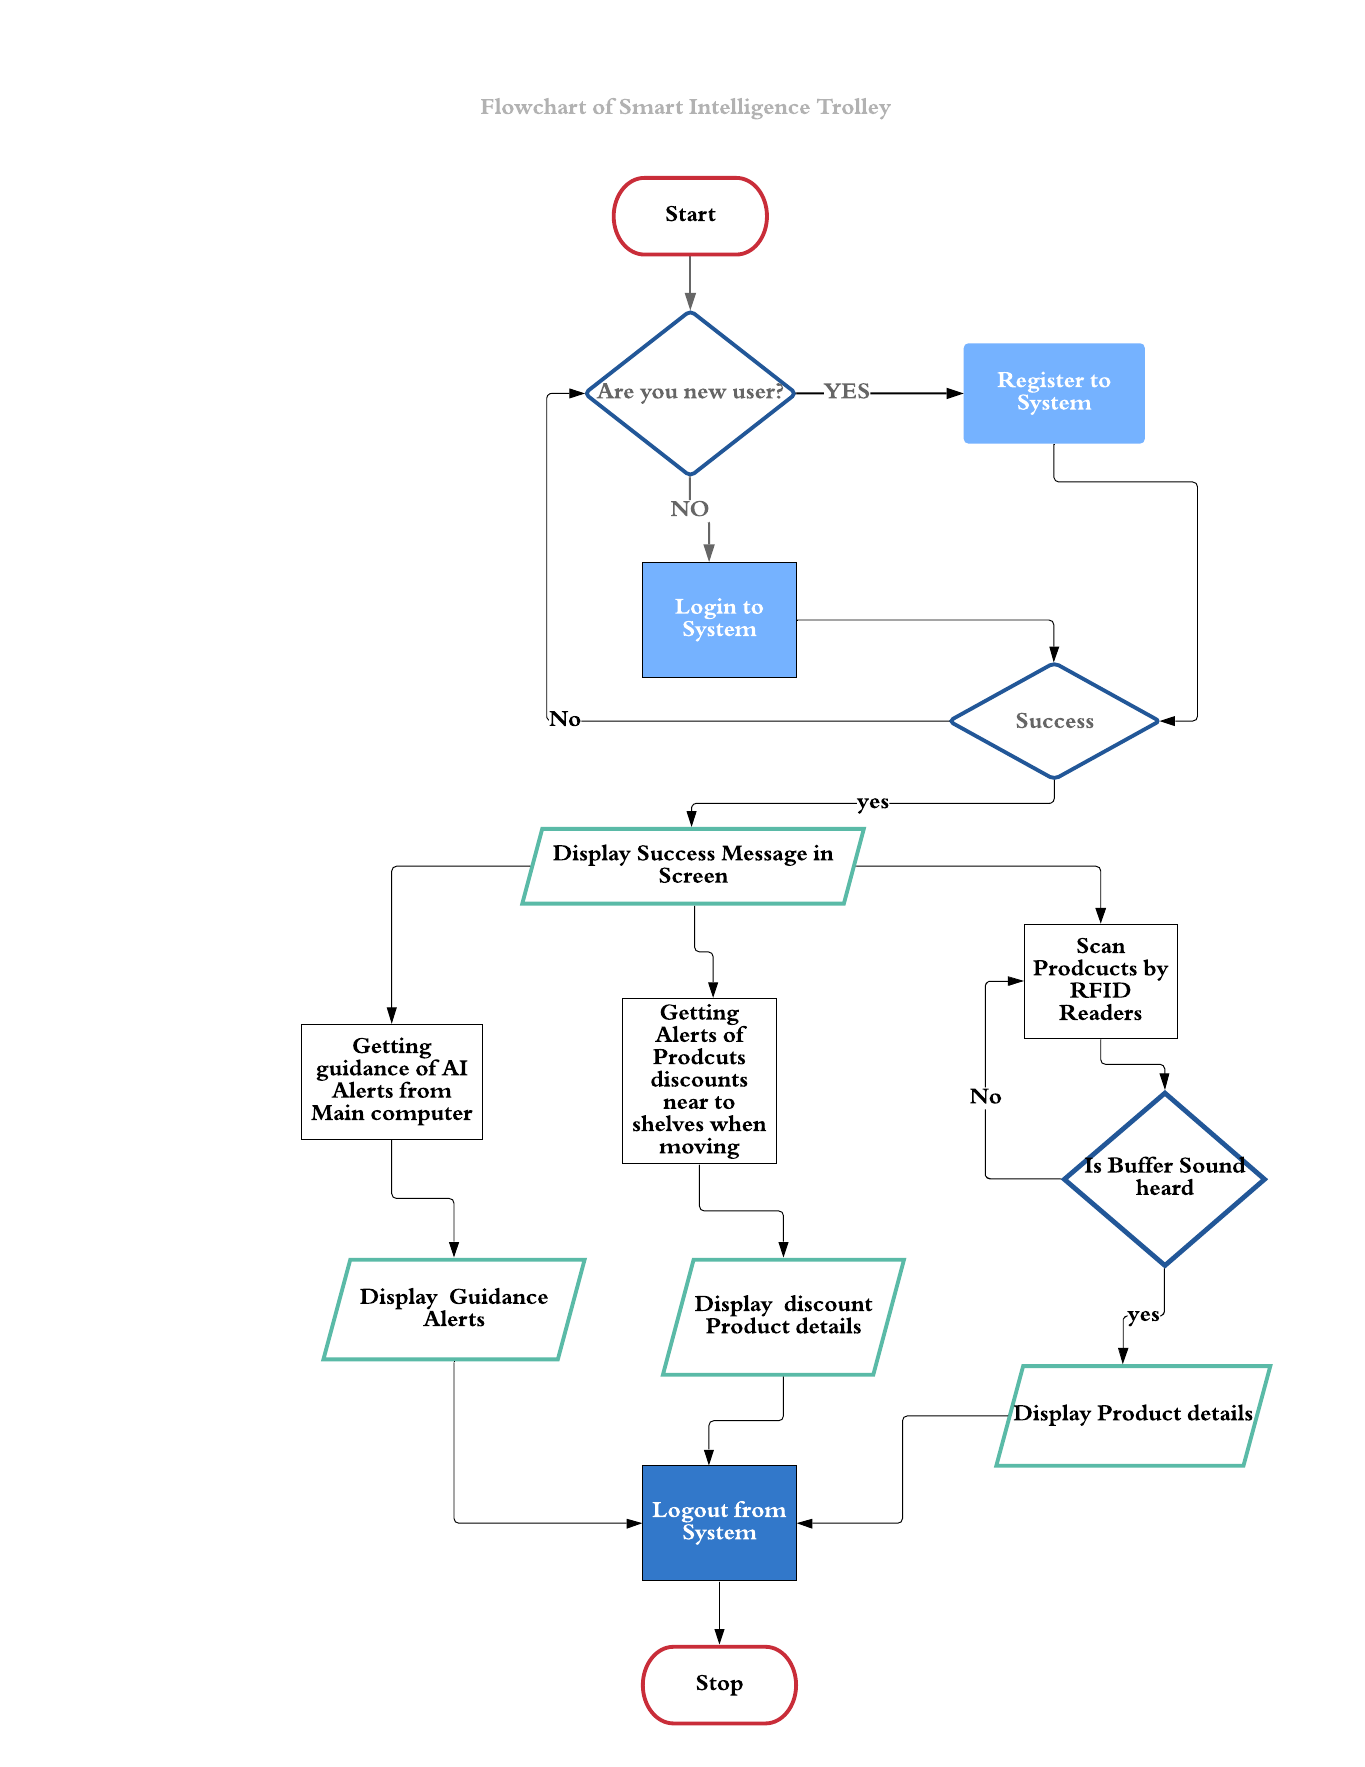 Flowchart of Smart Intelligence Trolley
Start
Are you new user?
YES
Register to
System
NO
Login to
System
Success
No
yes
Display Success Message in
Screen
Scan
Prodcucts by
RFID
Readers
Getting
guidance of AI
Alerts from
Main computer
Getting
Alerts of
Prodcuts
discounts
near to
shelves when
moving
No
Is Buffer Sound
heard
Display  Guidance
Alerts
Display  discount
Product details
yes
Display Product details
Logout from
System
Stop